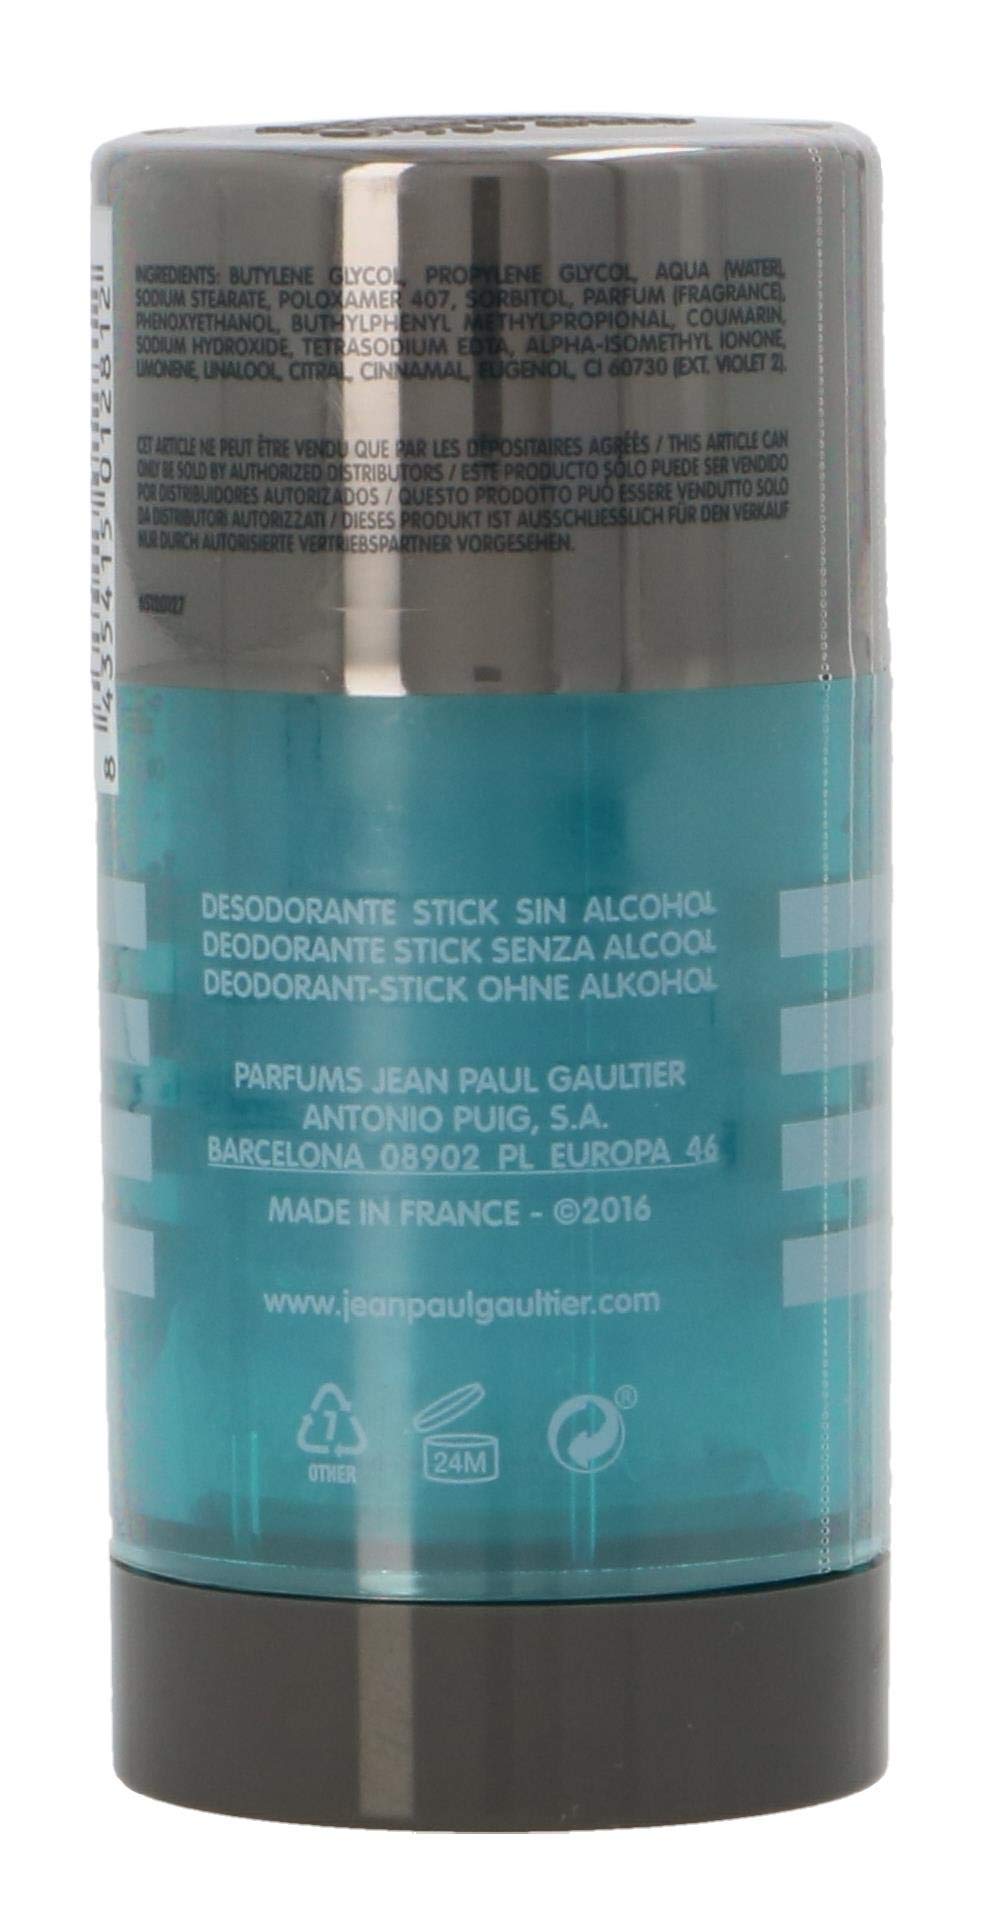 INGREDIENTS: BUTYLENE GLYCOL, PROPYLENE GLYCOL, AQUA (WATER),
SODIUM STEARATE, POLOXAMER 407, SORBITOL, PARFUM (FRAGRANCE),
PHENOXYETHANOL, BUTHYLPHENYL METHYLPROPIONAL, COUMARIN,
SODIUM HYDROXIDE, TETRASODIUM EDTA, ALPHA-ISOMETHYL IONONE,
LIMONENE, LINALOOL, CITRAL, CINNAMAL, EUGENOL, CI 60730 (EXT. VIOLET 2).
CET ARTICLE NE PEUT ÊTRE VENDU QUE PAR LES DÉPOSITAIRES AGRÉÉS / THIS ARTICLE CAN
ONLY BE SOLD BY AUTHORIZED DISTRIBUTORS / ESTE PRODUCTO SÓLO PUEDE SER VENDIDO
POR DISTRIBUIDORES AUTORIZADOS / QUESTO PRODOTTO PUÒ ESSERE VENDUTTO SOLO
DA DISTRIBUTORI AUTORIZZATI / DIESES PRODUKT IST AUSSCHLIESSLICH FÜR DEN VERKAUF
NUR DURCH AUTORISIERTE VERTRIEBSPARTNER VORGESEHEN.
8 435415 012812
DESODORANTE STICK SIN ALCOHOL
DEODORANTE STICK SENZA ALCOOL
DEODORANT-STICK OHNE ALKOHOL
PARFUMS JEAN PAUL GAULTIER
ANTONIO PUIG, S.A.
BARCELONA 08902 PL EUROPA 46
MADE IN FRANCE - ©2016
www.jeanpaulgaultier.com
1
OTHER
24M
®